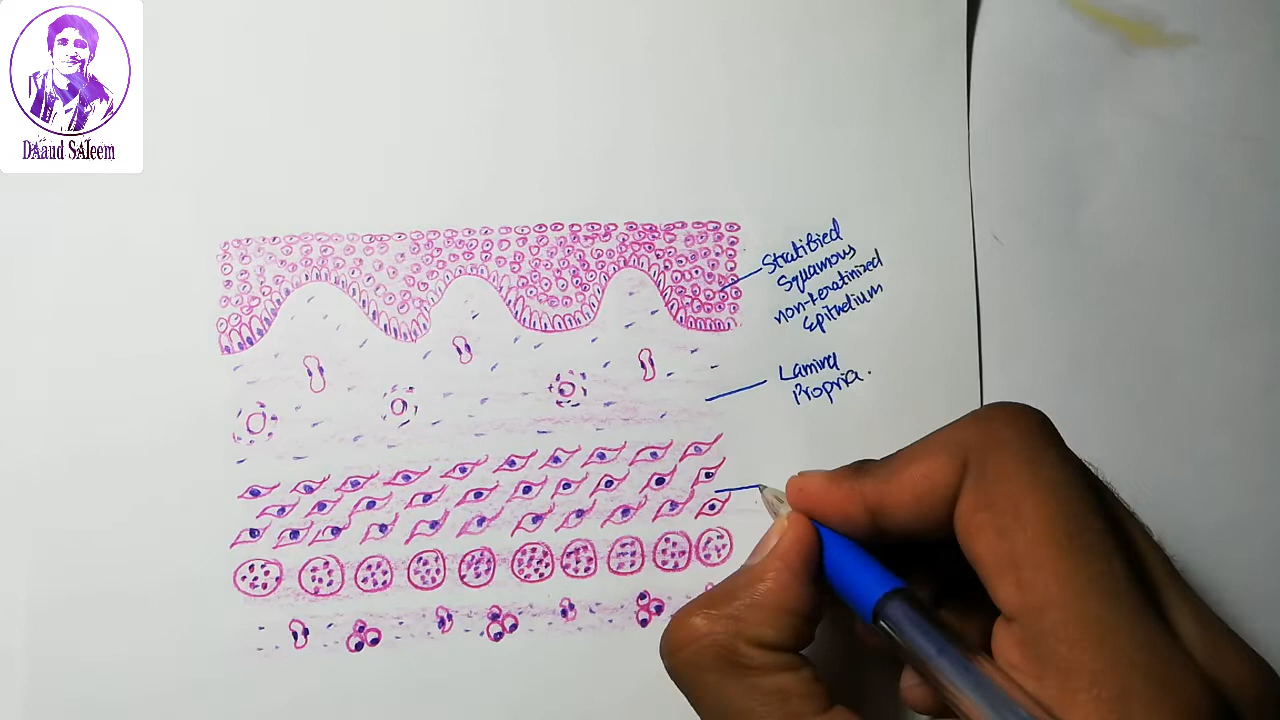 DAaud SAleem
Stratified
Squamous
non-keratinized
Epithelium
Lamina
Propria.